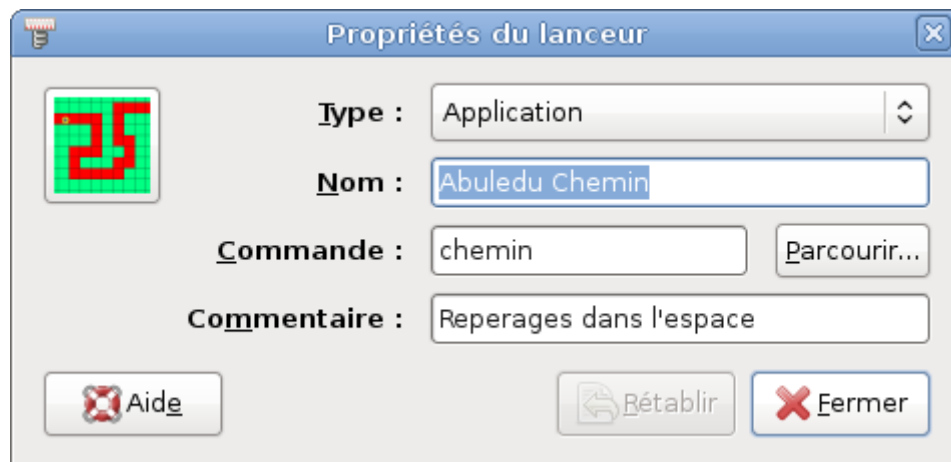 Propriétés du lanceur
Type : Application
Nom : Abuledu Chemin
Commande : chemin Parcourir...
Commentaire : Reperages dans l'espace
Aide Rétablir Fermer